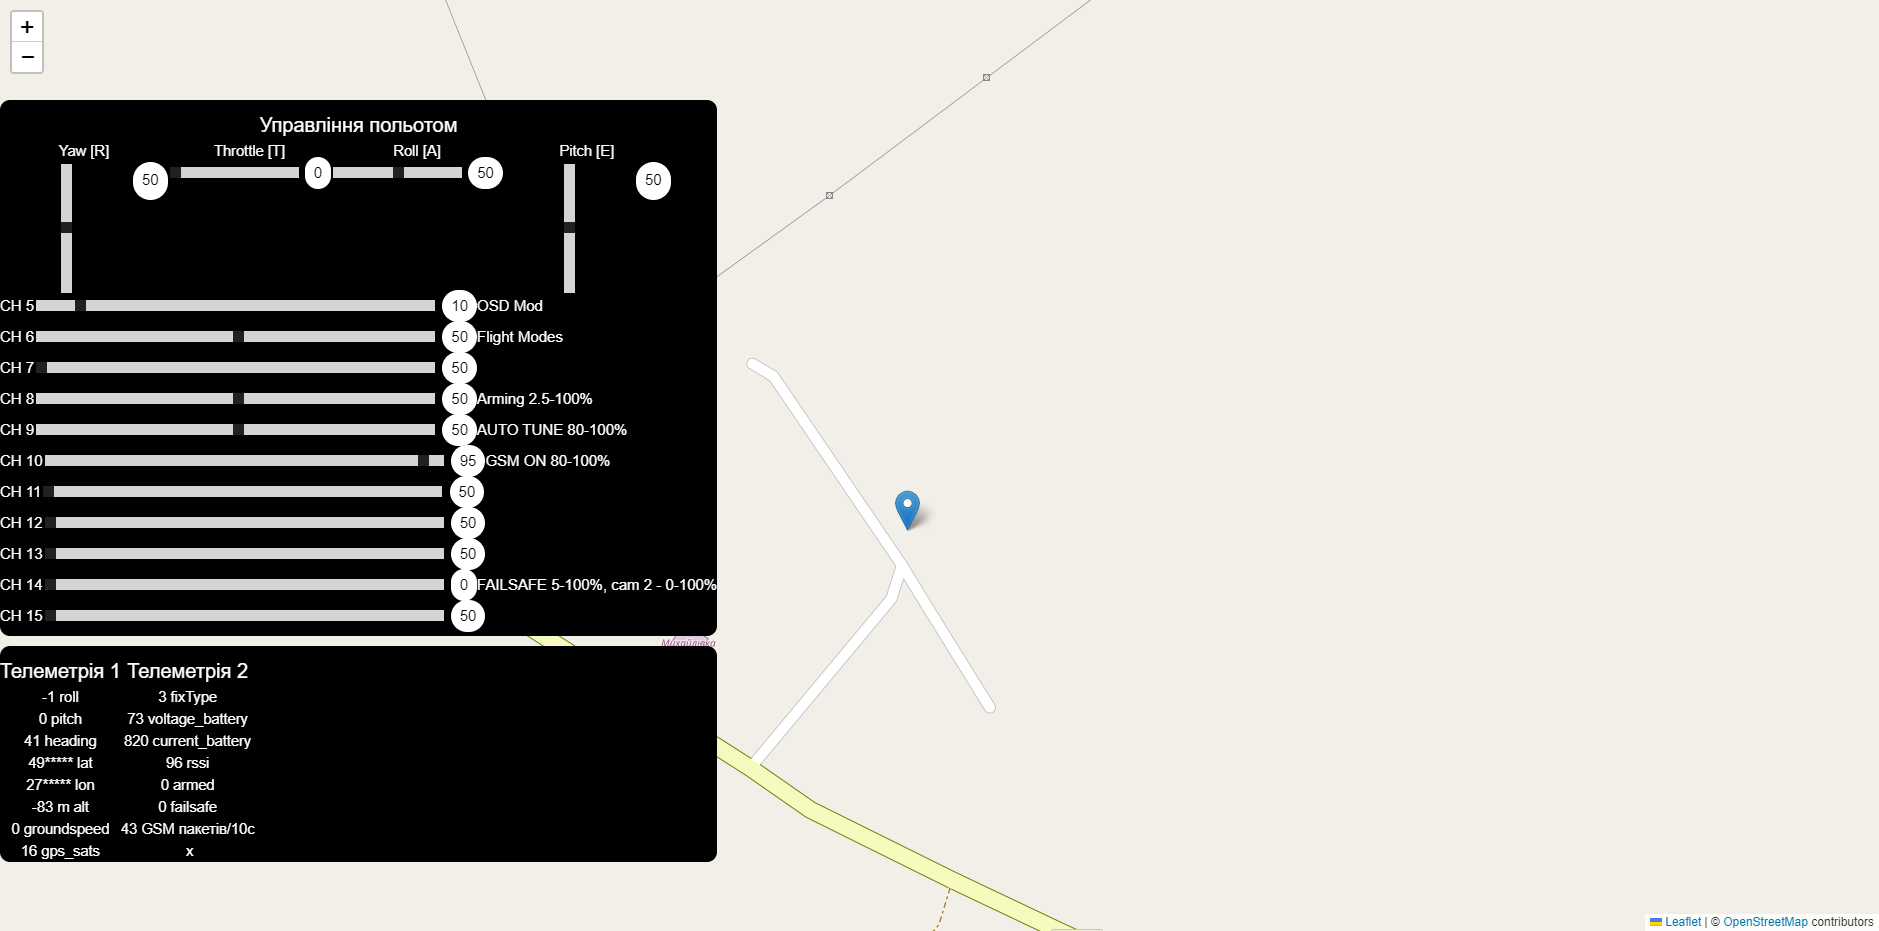 +
−
Управління польотом
Yaw [R] Throttle [T] Roll [A] Pitch [E]
50 0 50 50
CH 5 10 OSD Mod
CH 6 50 Flight Modes
CH 7 50
CH 8 50 Arming 2.5-100%
CH 9 50 AUTO TUNE 80-100%
CH 10 95 GSM ON 80-100%
CH 11 50
CH 12 50
CH 13 50
CH 14 0 FAILSAFE 5-100%, cam 2 - 0-100%
CH 15 50
Михайлівка
Телеметрія 1 Телеметрія 2
-1 roll 3 fixType
0 pitch 73 voltage_battery
41 heading 820 current_battery
49***** lat 96 rssi
27***** lon 0 armed
-83 m alt 0 failsafe
0 groundspeed 43 GSM пакетів/10с
16 gps_sats x
Leaflet | © OpenStreetMap contributors